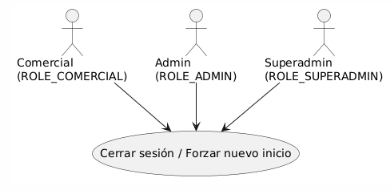 Comercial
(ROLE_COMERCIAL)
Admin
(ROLE_ADMIN)
Superadmin
(ROLE_SUPERADMIN)
Cerrar sesión / Forzar nuevo inicio